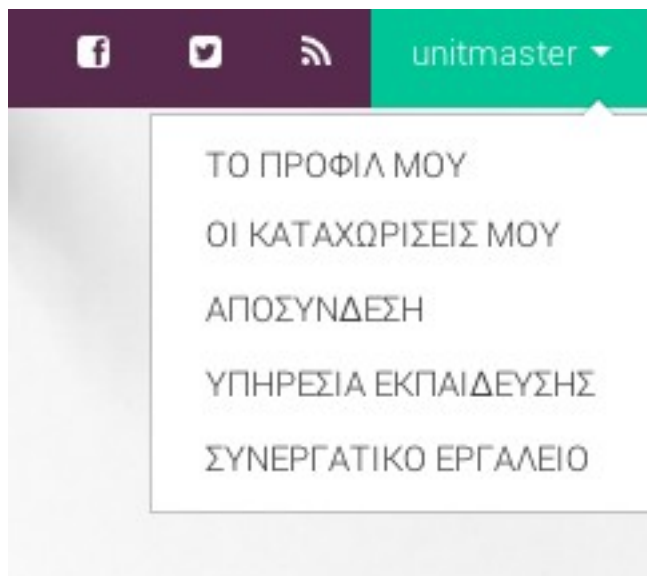 unitmaster
ΤΟ ΠΡΟΦΙΛ ΜΟΥ
ΟΙ ΚΑΤΑΧΩΡΙΣΕΙΣ ΜΟΥ
ΑΠΟΣΥΝΔΕΣΗ
ΥΠΗΡΕΣΙΑ ΕΚΠΑΙΔΕΥΣΗΣ
ΣΥΝΕΡΓΑΤΙΚΟ ΕΡΓΑΛΕΙΟ